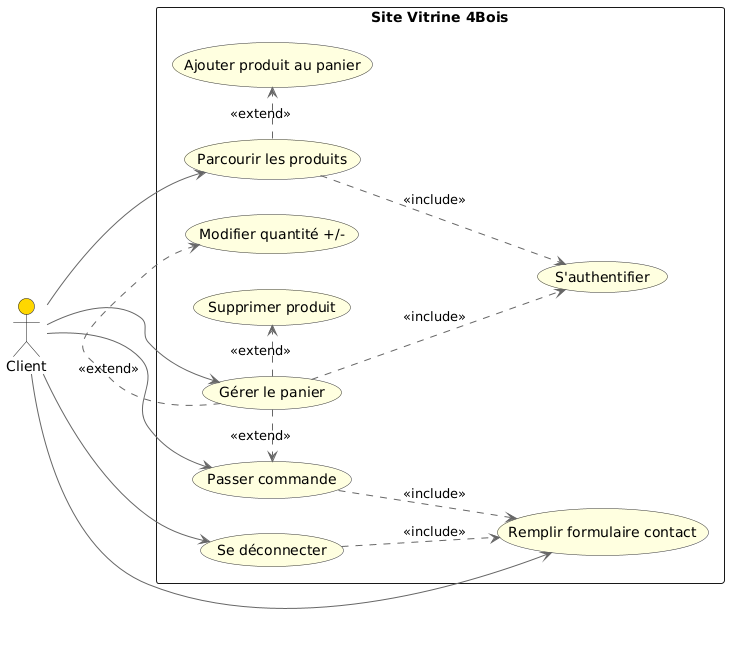 Site Vitrine 4Bois
Ajouter produit au panier
«extend»
Parcourir les produits
«include»
Modifier quantité +/-
S'authentifier
Supprimer produit
«include»
«extend»
Client
«extend»
Gérer le panier
«extend»
Passer commande
«include»
Remplir formulaire contact
«include»
Se déconnecter